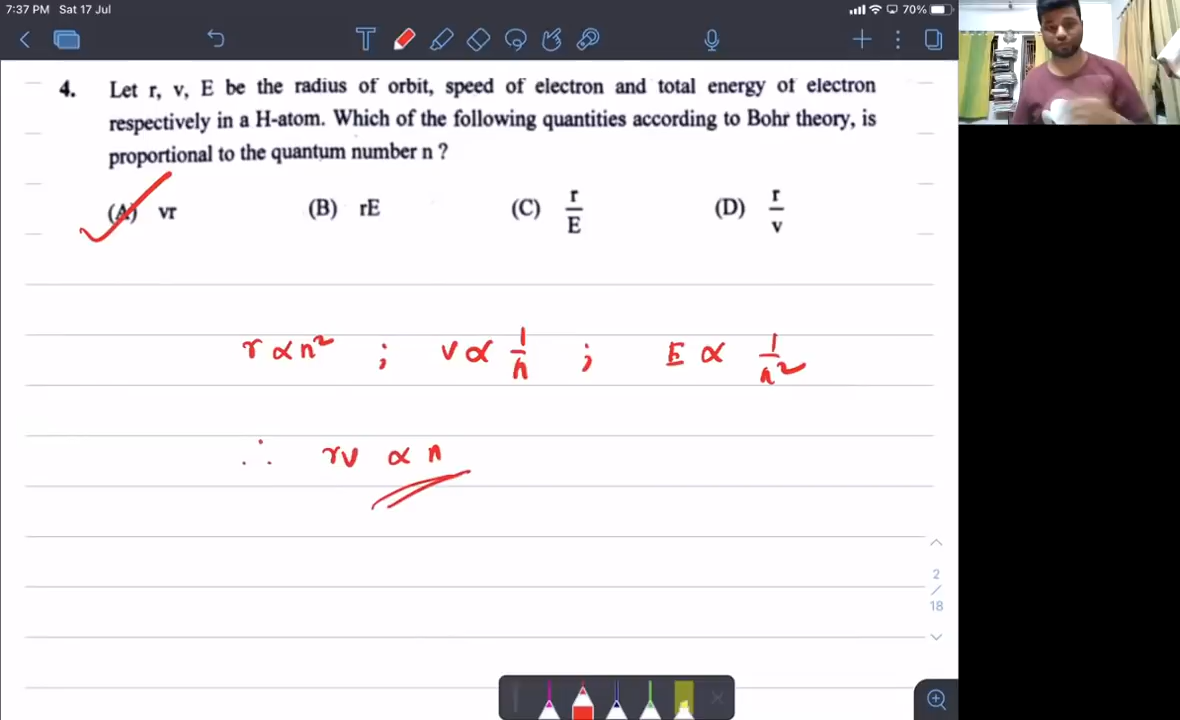 7:37 PM Sat 17 Jul
70%
4. Let r, v, E be the radius of orbit, speed of electron and total energy of electron
respectively in a H-atom. Which of the following quantities according to Bohr theory, is
proportional to the quantum number n ?
(A) vr (B) rE (C) r/E (D) r/v
r ∝ n² ; v ∝ 1/n ; E ∝ 1/n²
∴ rv ∝ n
2
/
18